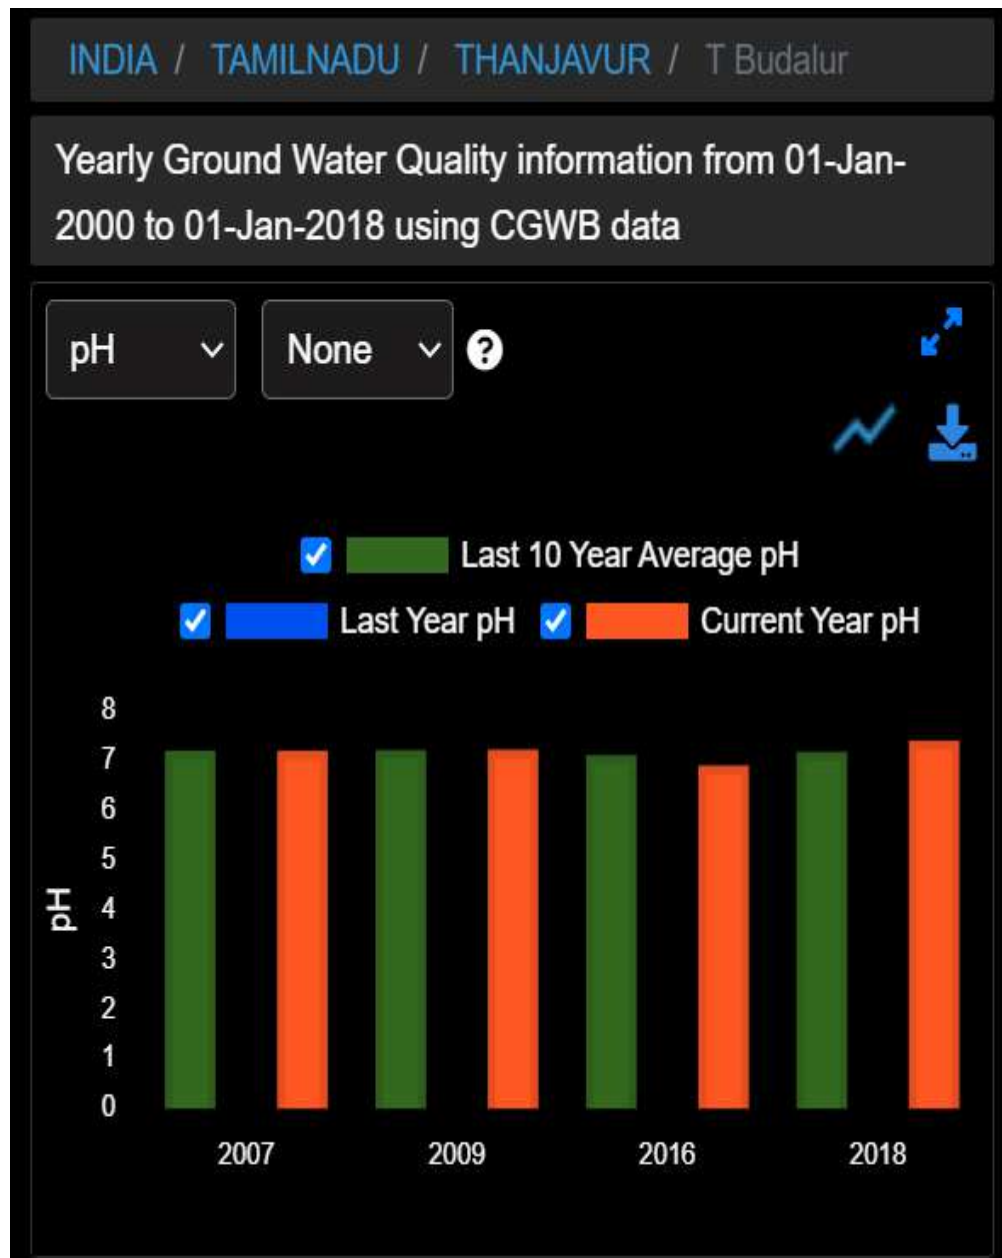 INDIA / TAMILNADU / THANJAVUR / T Budalur
Yearly Ground Water Quality information from 01-Jan-
2000 to 01-Jan-2018 using CGWB data
pH None ?
Last 10 Year Average pH
Last Year pH Current Year pH
8
7
6
5
4
3
2
1
0
pH
2007 2009 2016 2018